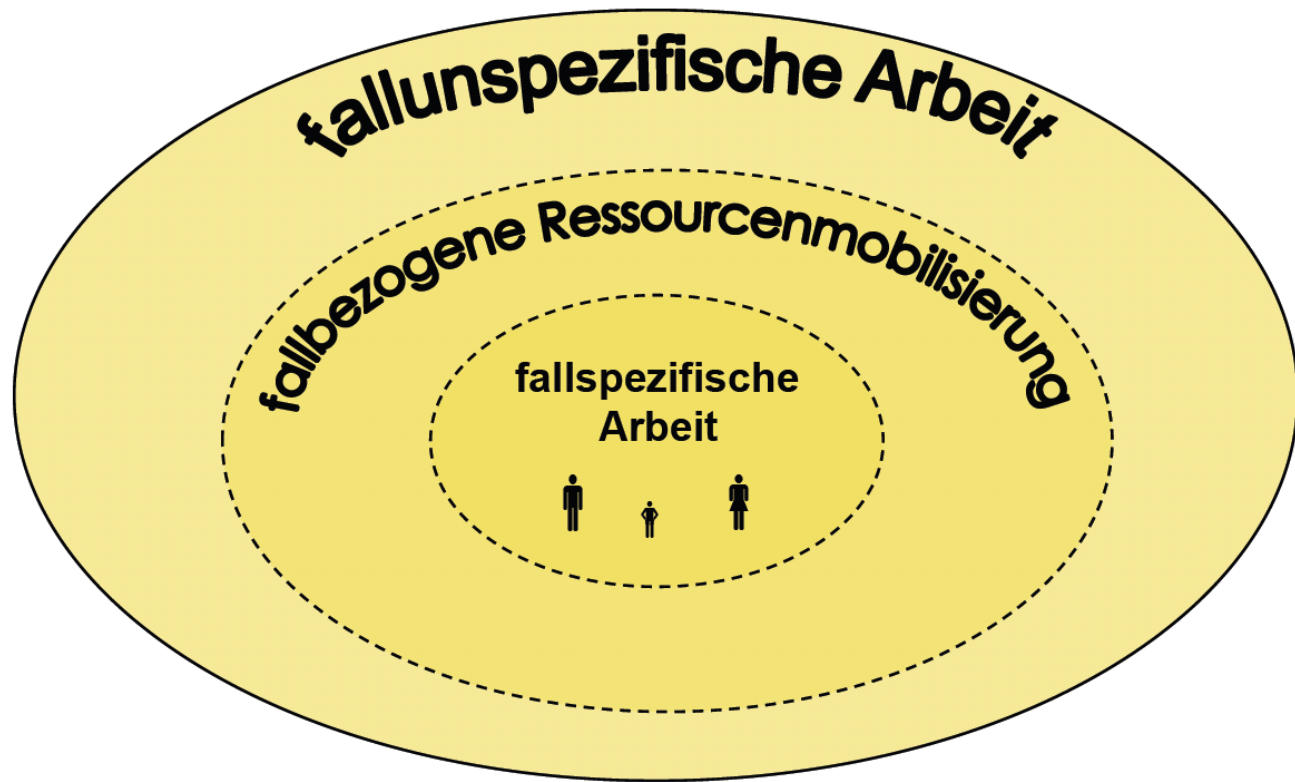 fallunspezifische Arbeit
fallbezogene Ressourcenmobilisierung
fallspezifische
Arbeit